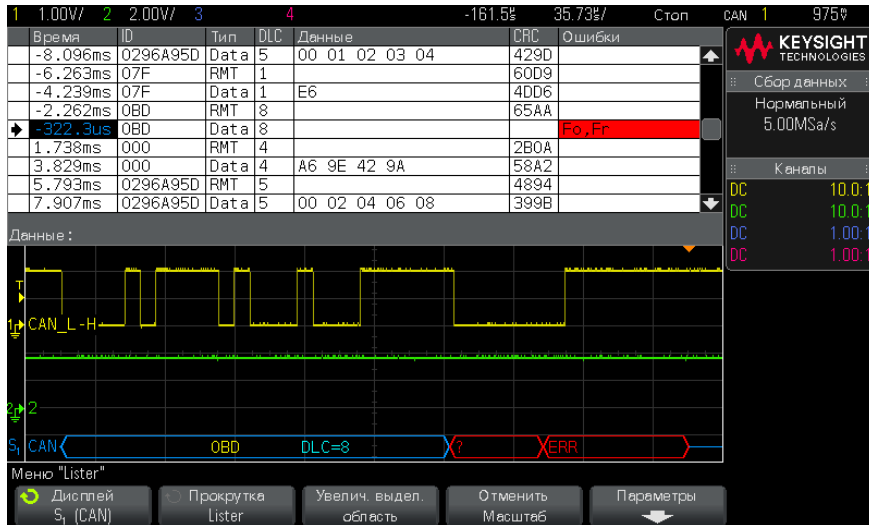 1 1.00V/ 2 2.00V/ 3 4 -161.5 35.73 / Стоп CAN 1 975
Время ID Тип DLC Данные CRC Ошибки
-8.096ms 0296A95D Data 5 00 01 02 03 04 429D
-6.263ms 07F RMT 1 60D9
-4.239ms 07F Data 1 E6 4DD6
-2.262ms 0BD RMT 8 65AA
-322.3us 0BD Data 8 Fo,Fr
1.738ms 000 RMT 4 2B0A
3.829ms 000 Data 4 A6 9E 42 9A 58A2
5.793ms 0296A95D RMT 5 4894
7.907ms 0296A95D Data 5 00 02 04 06 08 399B
Данные:
KEYSIGHT
TECHNOLOGIES
Сбор данных
Нормальный
5.00MSa/s
Каналы
DC 10.0:1
DC 10.0:1
DC 1.00:1
DC 1.00:1
T
1 CAN_L-H
2 2
S1 CAN 0BD DLC=8 ? ERR
Меню "Lister"
Дисплей
S1 (CAN)
Прокрутка
Lister
Увелич. выдел.
область
Отменить
Масштаб
Параметры